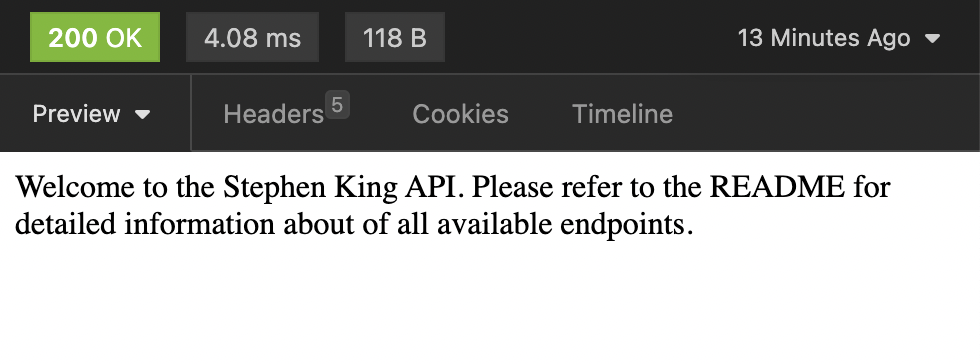 200 OK 4.08 ms 118 B 13 Minutes Ago
Preview Headers 5 Cookies Timeline
Welcome to the Stephen King API. Please refer to the README for
detailed information about of all available endpoints.